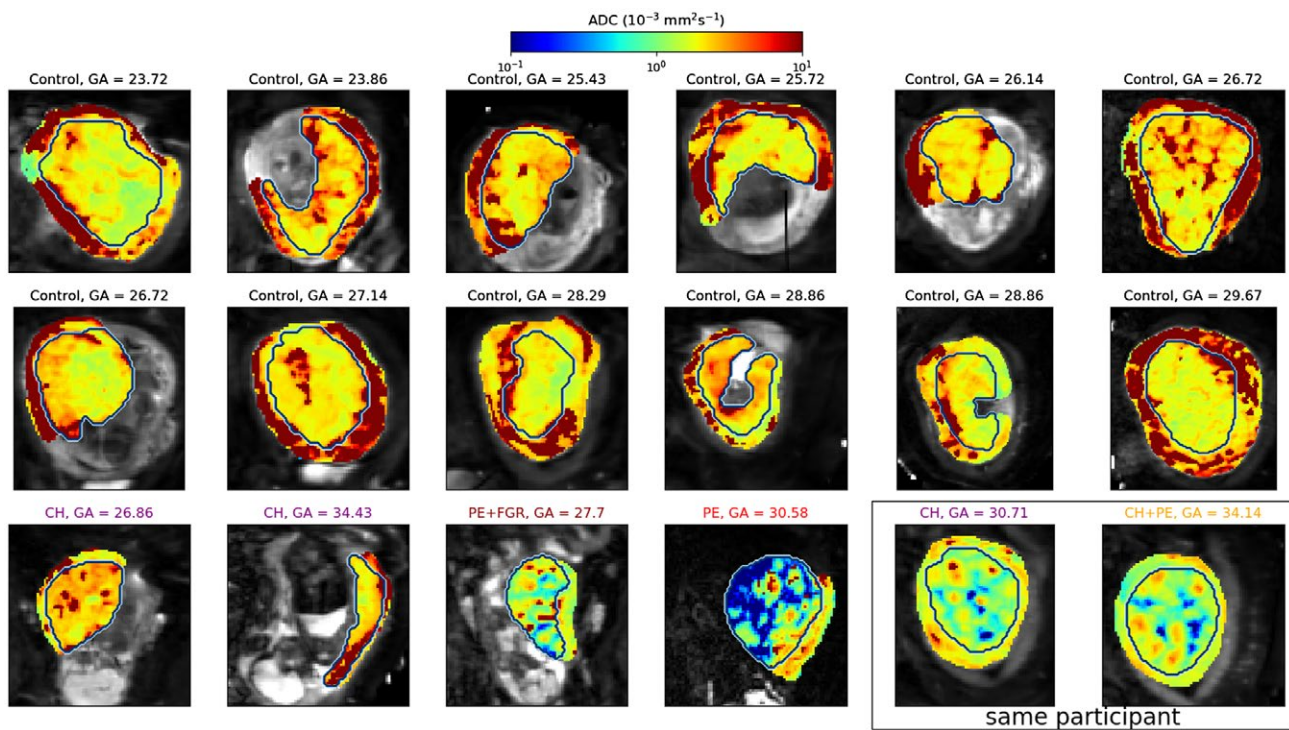 ADC (10⁻³ mm²s⁻¹)
10⁻¹ 10⁰ 10¹
Control, GA = 23.72 Control, GA = 23.86 Control, GA = 25.43 Control, GA = 25.72 Control, GA = 26.14 Control, GA = 26.72
Control, GA = 26.72 Control, GA = 27.14 Control, GA = 28.29 Control, GA = 28.86 Control, GA = 28.86 Control, GA = 29.67
CH, GA = 26.86 CH, GA = 34.43 PE+FGR, GA = 27.7 PE, GA = 30.58 CH, GA = 30.71 CH+PE, GA = 34.14
same participant